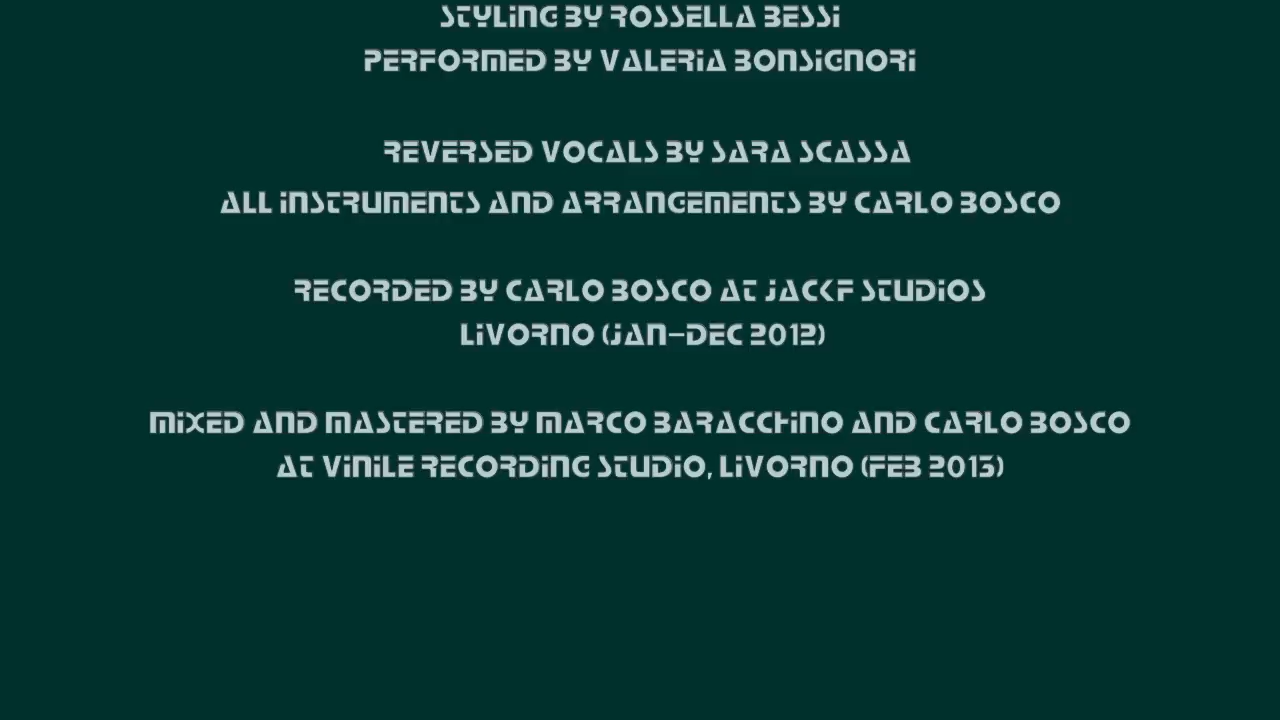 STYLING BY ROSSELLA BESSI
PERFORMED BY VALERIA BONSIGNORI
REVERSED VOCALS BY SARA SCASSA
ALL INSTRUMENTS AND ARRANGEMENTS BY CARLO BOSCO
RECORDED BY CARLO BOSCO AT JACKF STUDIOS
LIVORNO (JAN-DEC 2012)
MIXED AND MASTERED BY MARCO BARACCHINO AND CARLO BOSCO
AT VINILE RECORDING STUDIO, LIVORNO (FEB 2013)